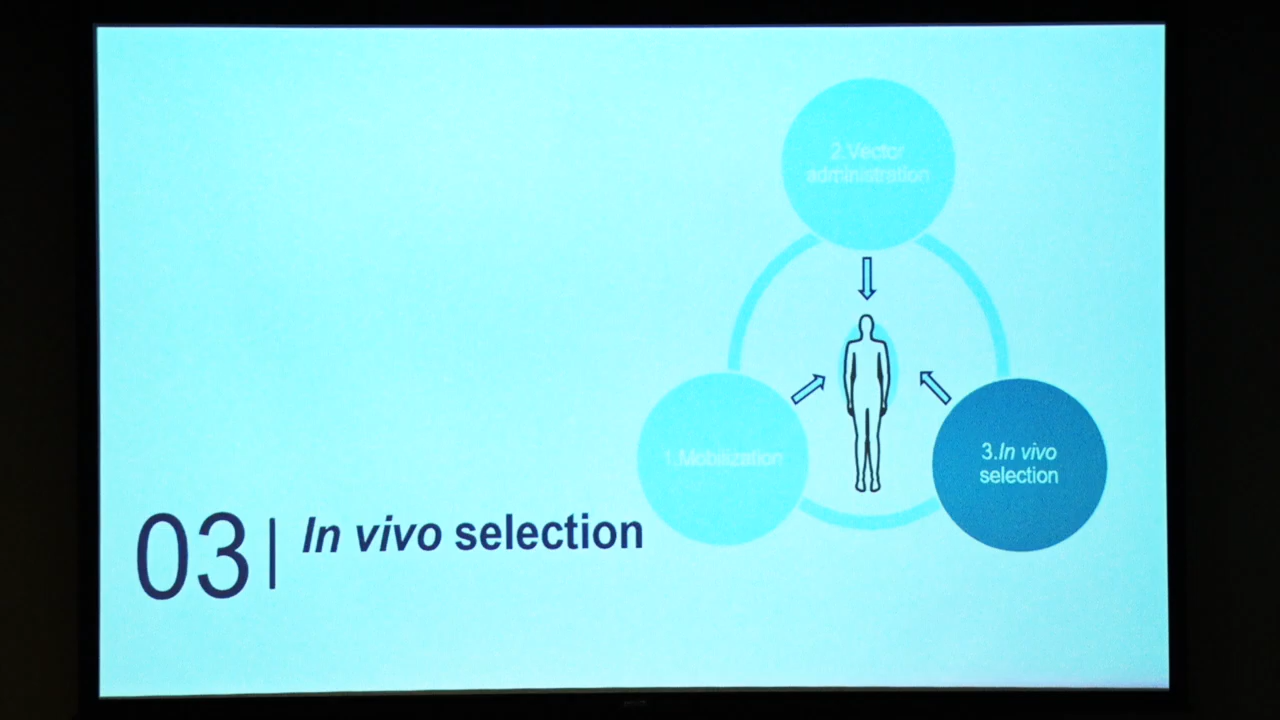 2.Vector
administration
1.Mobilization
3.In vivo
selection
03
In vivo selection